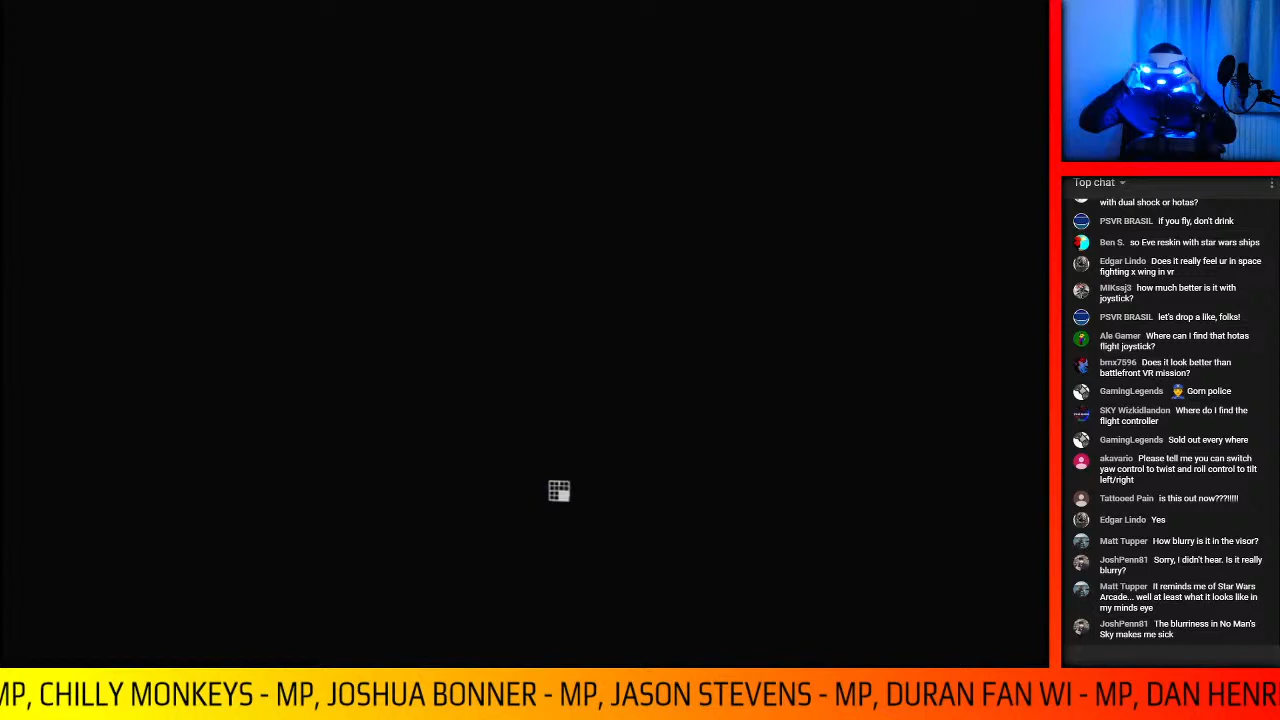 Top chat
with dual shock or hotas?
PSVR BRASIL if you fly, don't drink
Ben S. so Eve reskin with star wars ships
Edgar Lindo Does it really feel ur in space
fighting x wing in vr
MIKssj3 how much better is it with
joystick?
PSVR BRASIL let's drop a like, folks!
Ale Gamer Where can I find that hotas
flight joystick?
bmx7596 Does it look better than
battlefront VR mission?
GamingLegends 👮 Gorn police
SKY Wizkidlandon Where do I find the
flight controller
GamingLegends Sold out every where
akavario Please tell me you can switch
yaw control to twist and roll control to tilt
left/right
Tattooed Pain is this out now???!!!!!
Edgar Lindo Yes
Matt Tupper How blurry is it in the visor?
JoshPenn81 Sorry, I didn't hear. Is it really
blurry?
Matt Tupper It reminds me of Star Wars
Arcade... well at least what it looks like in
my minds eye
JoshPenn81 The blurriness in No Man's
Sky makes me sick
MP, CHILLY MONKEYS - MP, JOSHUA BONNER - MP, JASON STEVENS - MP, DURAN FAN WI - MP, DAN HENR